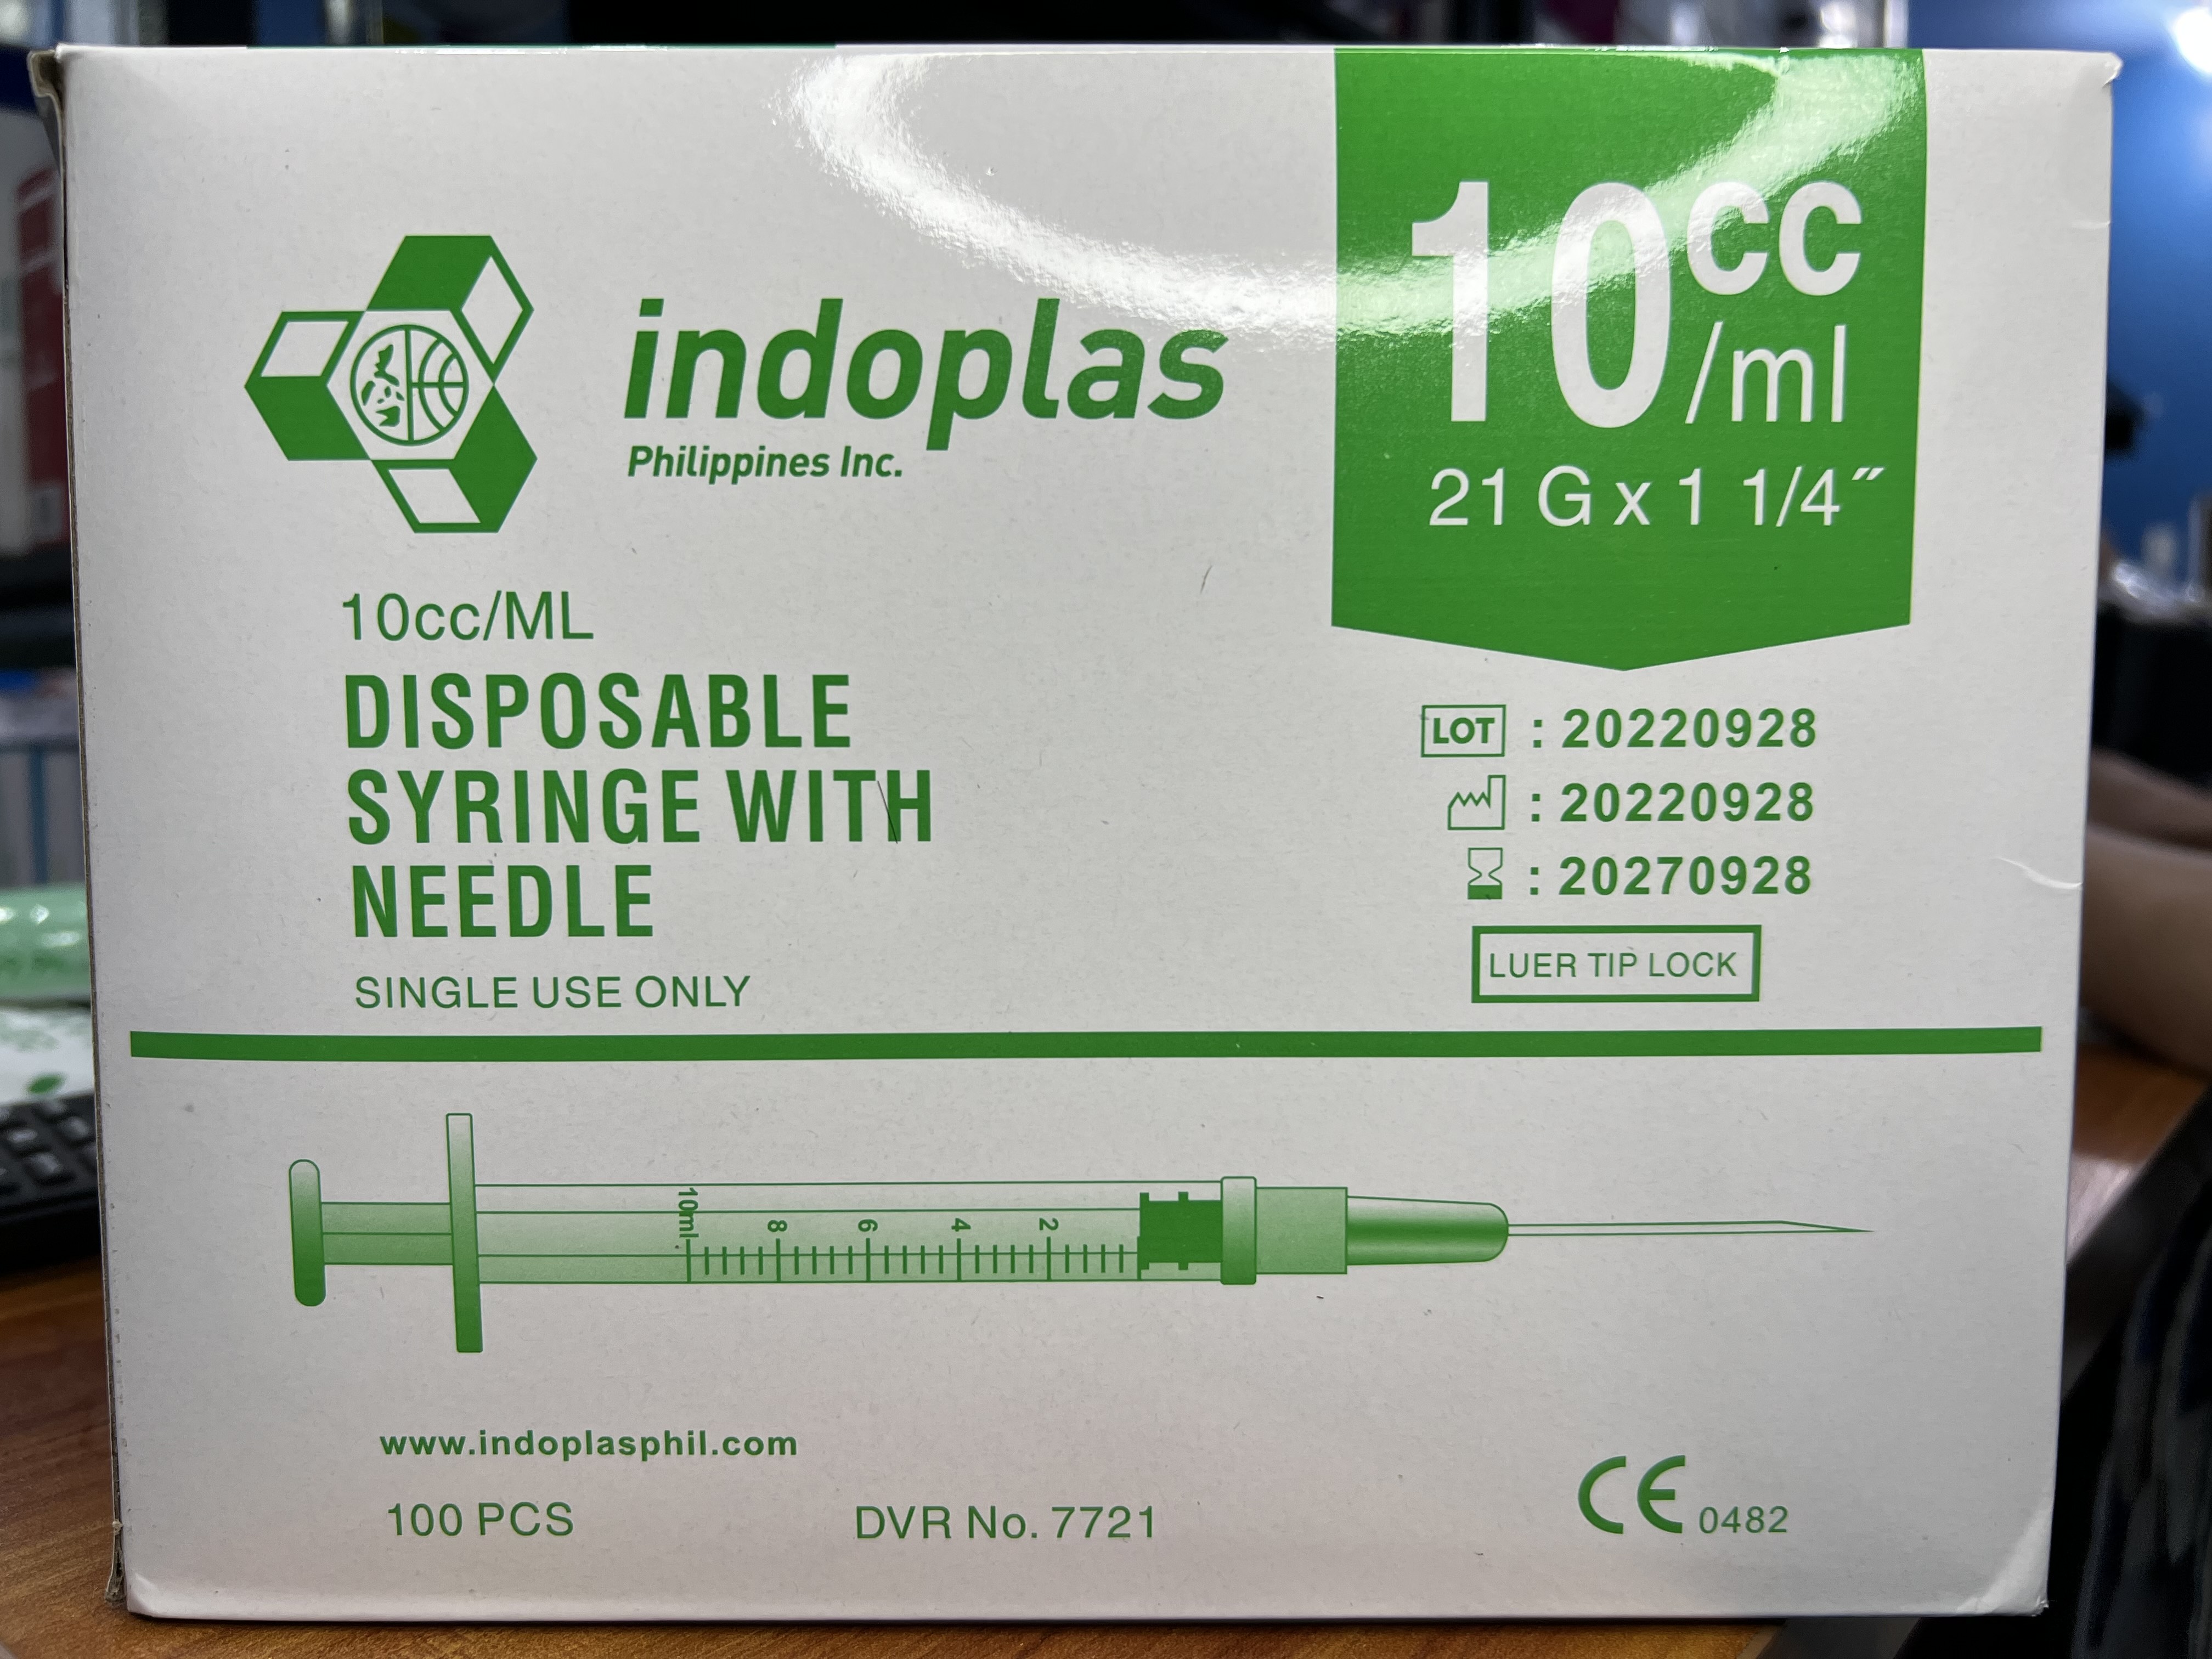 indoplas
Philippines Inc.
10cc/ml
21 G x 1 1/4″
10cc/ML
DISPOSABLE
SYRINGE WITH
NEEDLE
SINGLE USE ONLY
LOT : 20220928
: 20220928
: 20270928
LUER TIP LOCK
10ml 8 6 4 2
www.indoplasphil.com
100 PCS
DVR No. 7721
CE 0482